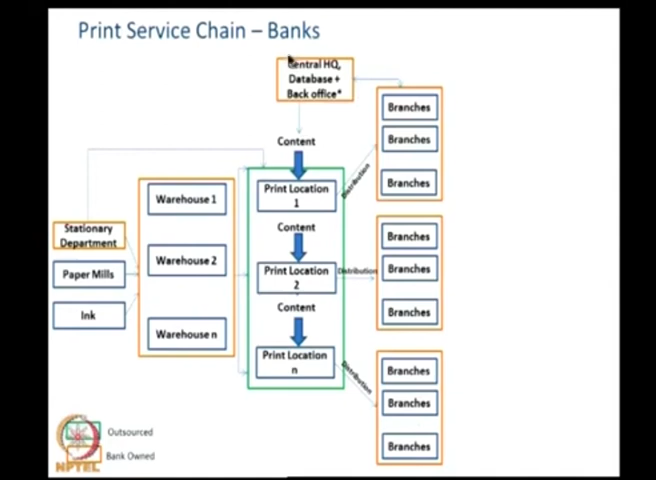 Print Service Chain – Banks
Central HQ,
Database +
Back office*
Branches
Branches
Branches
Content
Print Location
1
Distribution
Warehouse 1
Stationary
Department
Content
Branches
Branches
Branches
Warehouse 2
Print Location
2
Distribution
Paper Mills
Content
Ink
Warehouse n
Print Location
n
Distribution
Branches
Branches
Branches
Outsourced
Bank Owned
NPTEL